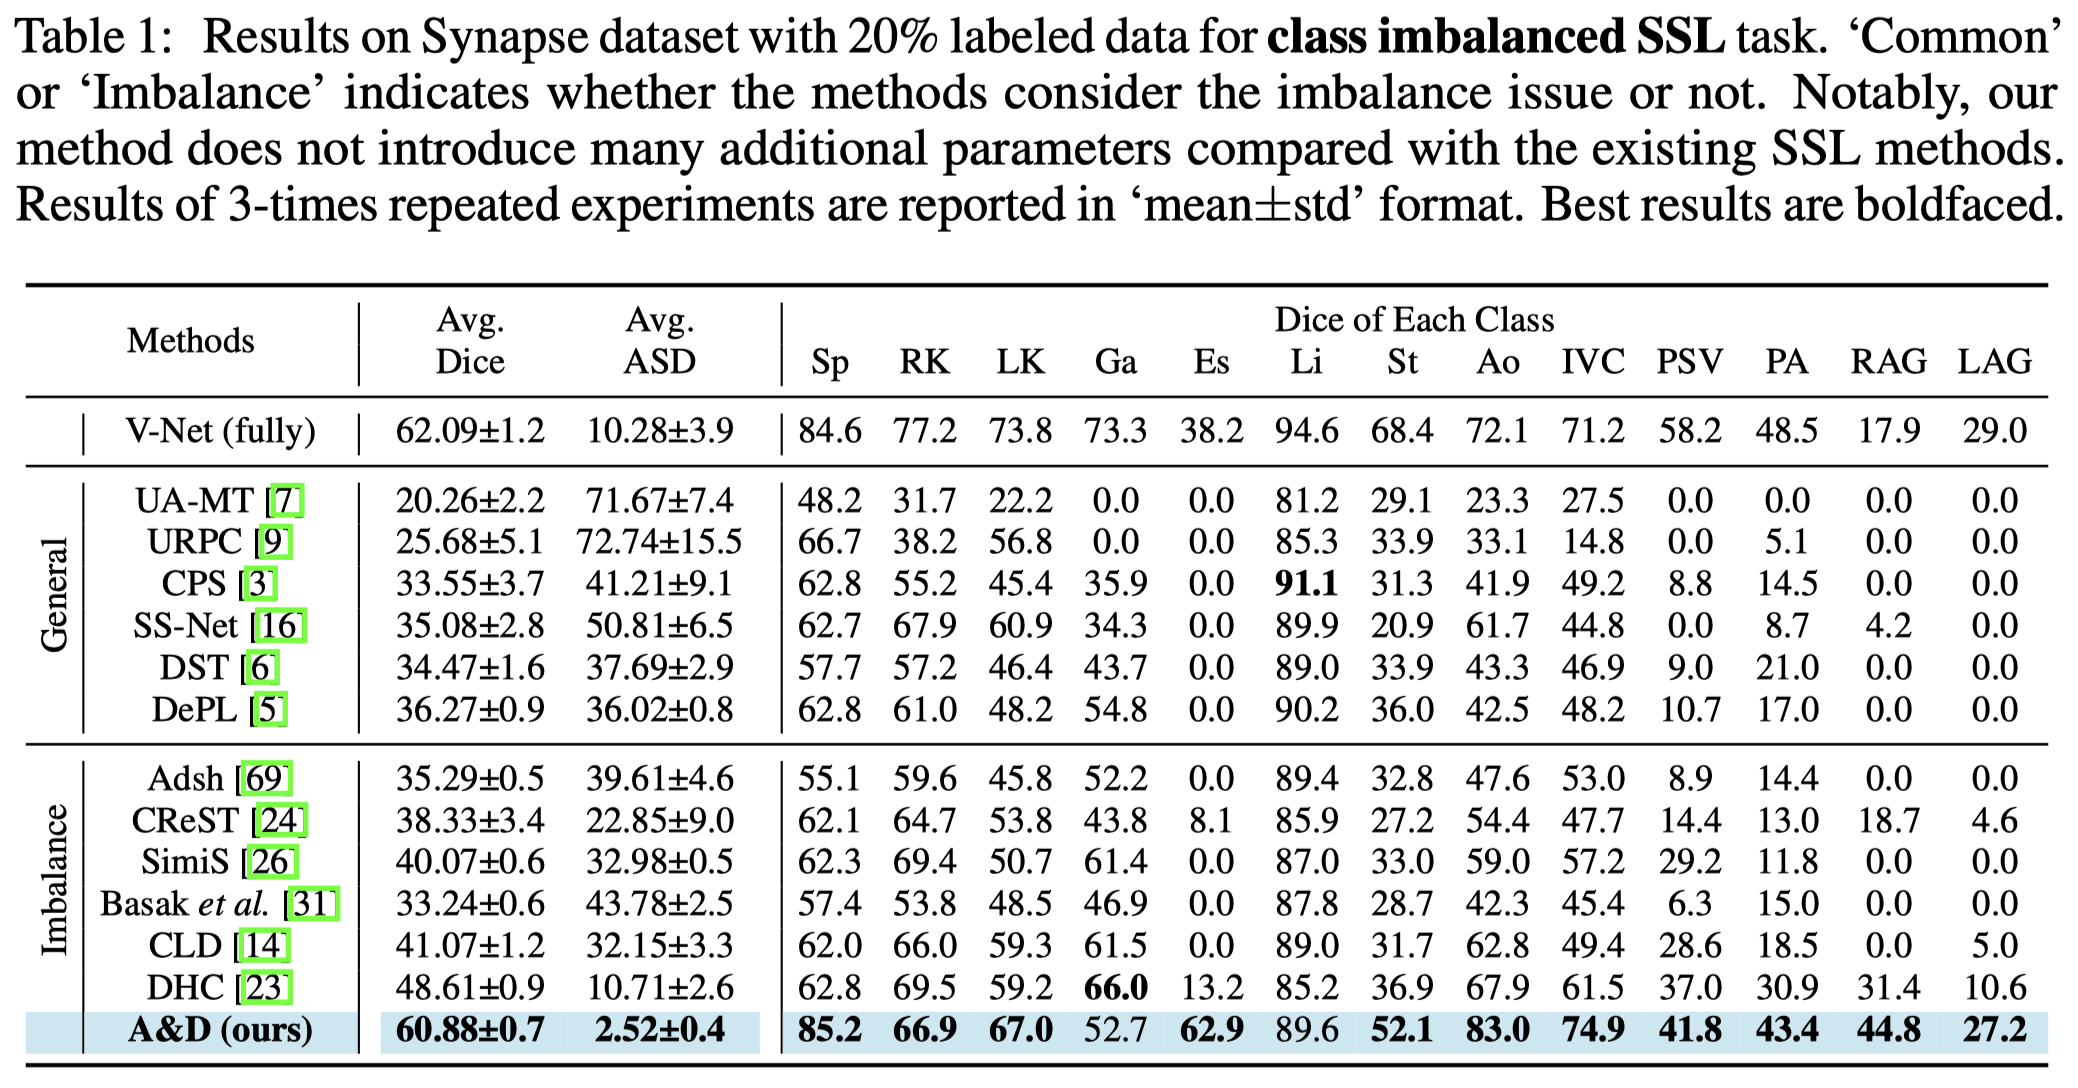 Table 1: Results on Synapse dataset with 20% labeled data for class imbalanced SSL task. ‘Common’
or ‘Imbalance’ indicates whether the methods consider the imbalance issue or not. Notably, our
method does not introduce many additional parameters compared with the existing SSL methods.
Results of 3-times repeated experiments are reported in ‘mean±std’ format. Best results are boldfaced.
Methods Avg. Dice Avg. ASD Dice of Each Class
Sp RK LK Ga Es Li St Ao IVC PSV PA RAG LAG
V-Net (fully) 62.09±1.2 10.28±3.9 84.6 77.2 73.8 73.3 38.2 94.6 68.4 72.1 71.2 58.2 48.5 17.9 29.0
General
UA-MT [7] 20.26±2.2 71.67±7.4 48.2 31.7 22.2 0.0 0.0 81.2 29.1 23.3 27.5 0.0 0.0 0.0 0.0
URPC [9] 25.68±5.1 72.74±15.5 66.7 38.2 56.8 0.0 0.0 85.3 33.9 33.1 14.8 0.0 5.1 0.0 0.0
CPS [3] 33.55±3.7 41.21±9.1 62.8 55.2 45.4 35.9 0.0 91.1 31.3 41.9 49.2 8.8 14.5 0.0 0.0
SS-Net [16] 35.08±2.8 50.81±6.5 62.7 67.9 60.9 34.3 0.0 89.9 20.9 61.7 44.8 0.0 8.7 4.2 0.0
DST [6] 34.47±1.6 37.69±2.9 57.7 57.2 46.4 43.7 0.0 89.0 33.9 43.3 46.9 9.0 21.0 0.0 0.0
DePL [5] 36.27±0.9 36.02±0.8 62.8 61.0 48.2 54.8 0.0 90.2 36.0 42.5 48.2 10.7 17.0 0.0 0.0
Imbalance
Adsh [69] 35.29±0.5 39.61±4.6 55.1 59.6 45.8 52.2 0.0 89.4 32.8 47.6 53.0 8.9 14.4 0.0 0.0
CReST [24] 38.33±3.4 22.85±9.0 62.1 64.7 53.8 43.8 8.1 85.9 27.2 54.4 47.7 14.4 13.0 18.7 4.6
SimiS [26] 40.07±0.6 32.98±0.5 62.3 69.4 50.7 61.4 0.0 87.0 33.0 59.0 57.2 29.2 11.8 0.0 0.0
Basak et al. [31] 33.24±0.6 43.78±2.5 57.4 53.8 48.5 46.9 0.0 87.8 28.7 42.3 45.4 6.3 15.0 0.0 0.0
CLD [14] 41.07±1.2 32.15±3.3 62.0 66.0 59.3 61.5 0.0 89.0 31.7 62.8 49.4 28.6 18.5 0.0 5.0
DHC [23] 48.61±0.9 10.71±2.6 62.8 69.5 59.2 66.0 13.2 85.2 36.9 67.9 61.5 37.0 30.9 31.4 10.6
A&D (ours) 60.88±0.7 2.52±0.4 85.2 66.9 67.0 52.7 62.9 89.6 52.1 83.0 74.9 41.8 43.4 44.8 27.2